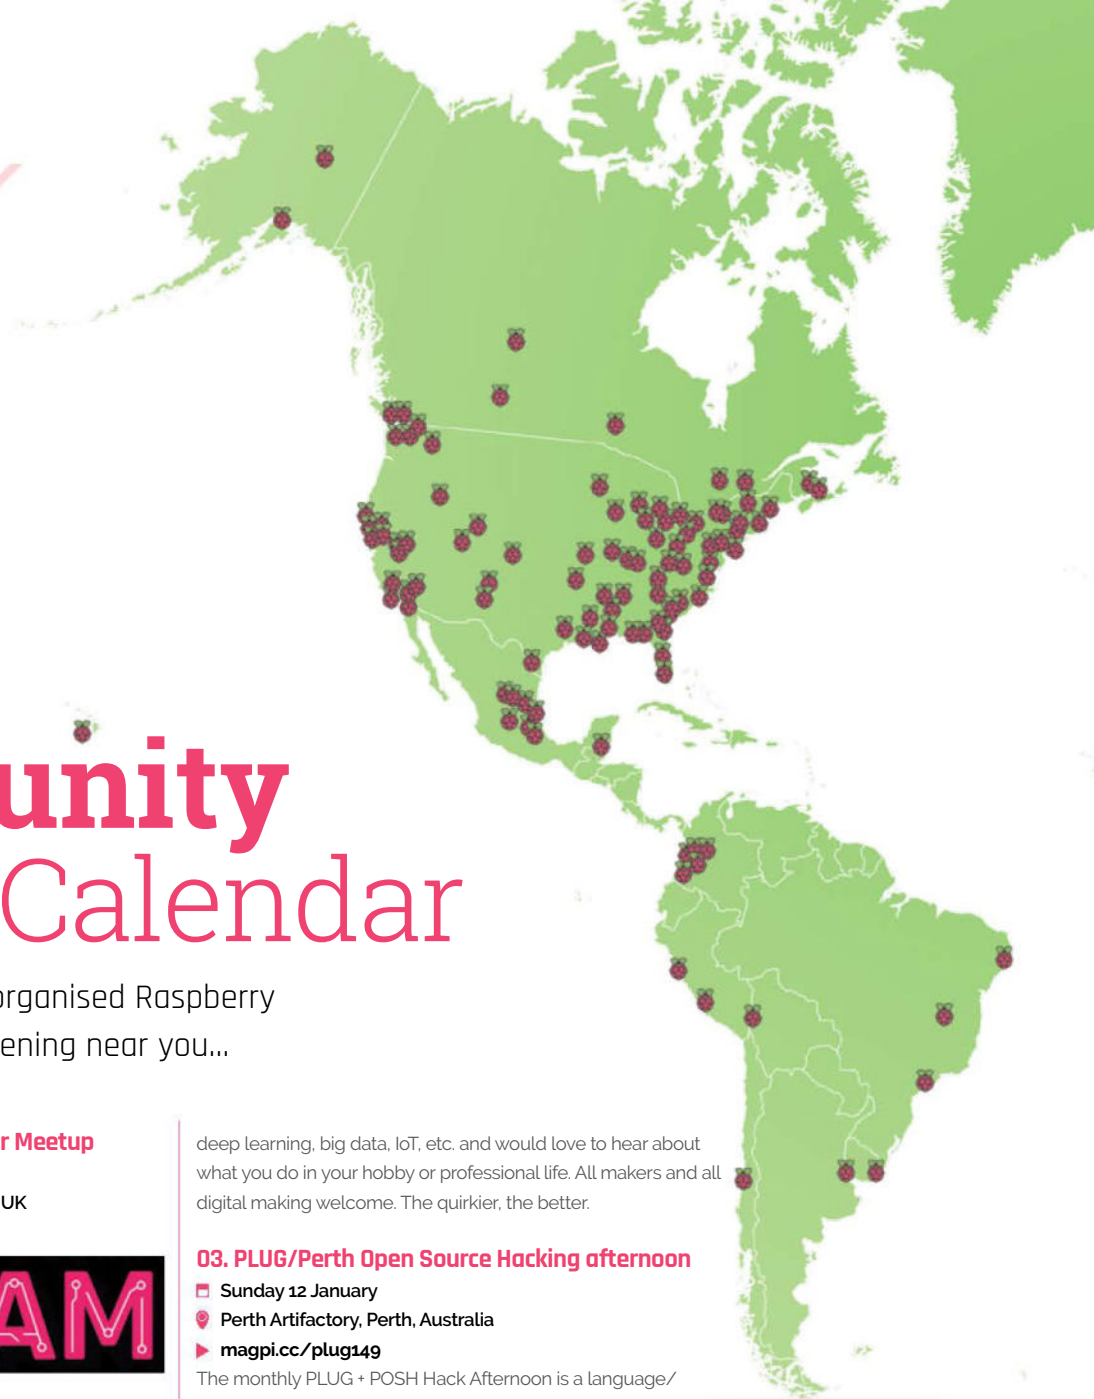 unity
Calendar
organised Raspberry
ening near you...
r Meetup
UK
AM
deep learning, big data, IoT, etc. and would love to hear about
what you do in your hobby or professional life. All makers and all
digital making welcome. The quirkier, the better.
03. PLUG/Perth Open Source Hacking afternoon
Sunday 12 January
Perth Artifactory, Perth, Australia
magpi.cc/plug149
The monthly PLUG + POSH Hack Afternoon is a language/